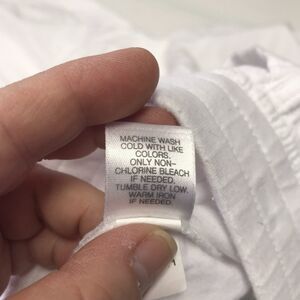 MACHINE WASH
COLD WITH LIKE
COLORS.
ONLY NON-
CHLORINE BLEACH
IF NEEDED.
TUMBLE DRY LOW.
WARM IRON
IF NEEDED.